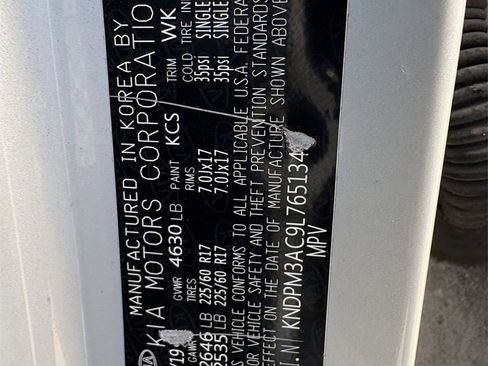 MANUFACTURED IN KOREA BY
KIA MOTORS CORPORATIO
Y19 GVWR 4630 LB PAINT KCS TRIM WK
TIRES RIMS COLD TIRE IN
2646 LB 225/60 R17 7.0JX17 35psi SINGLE
2535 LB 225/60 R17 7.0JX17 35psi SINGLE
S VEHICLE CONFORMS TO ALL APPLICABLE U.S.A. FEDERA
VEHICLE SAFETY AND THEFT PREVENTION STANDARDS
EFFECT ON THE DATE OF MANUFACTURE SHOWN ABOVE
I.N KNDPM3AC9L765134
MPV